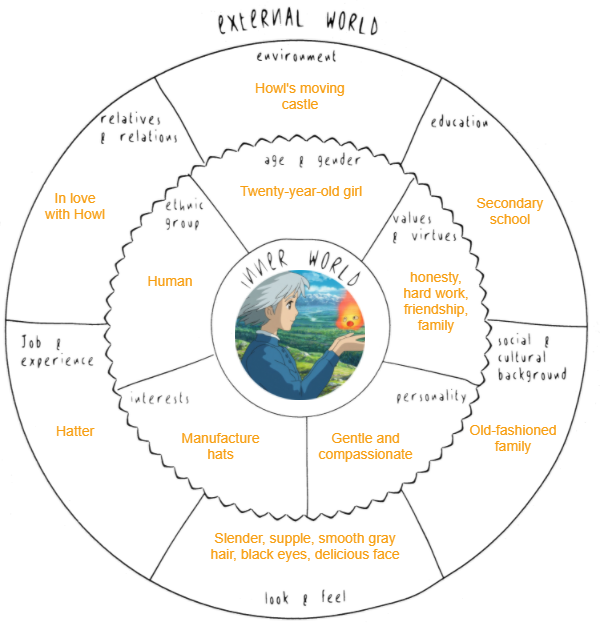 external world
environment
Howl's moving
castle
relatives
& relations
education
age & gender
In love
with Howl
Twenty-year-old girl
Secondary
school
ethnic
group
values
& virtues
inner world
Human
honesty,
hard work,
friendship,
family
Job &
experience
social &
cultural
background
interests
personality
Hatter
Manufacture
hats
Gentle and
compassionate
Old-fashioned
family
Slender, supple, smooth gray
hair, black eyes, delicious face
look & feel